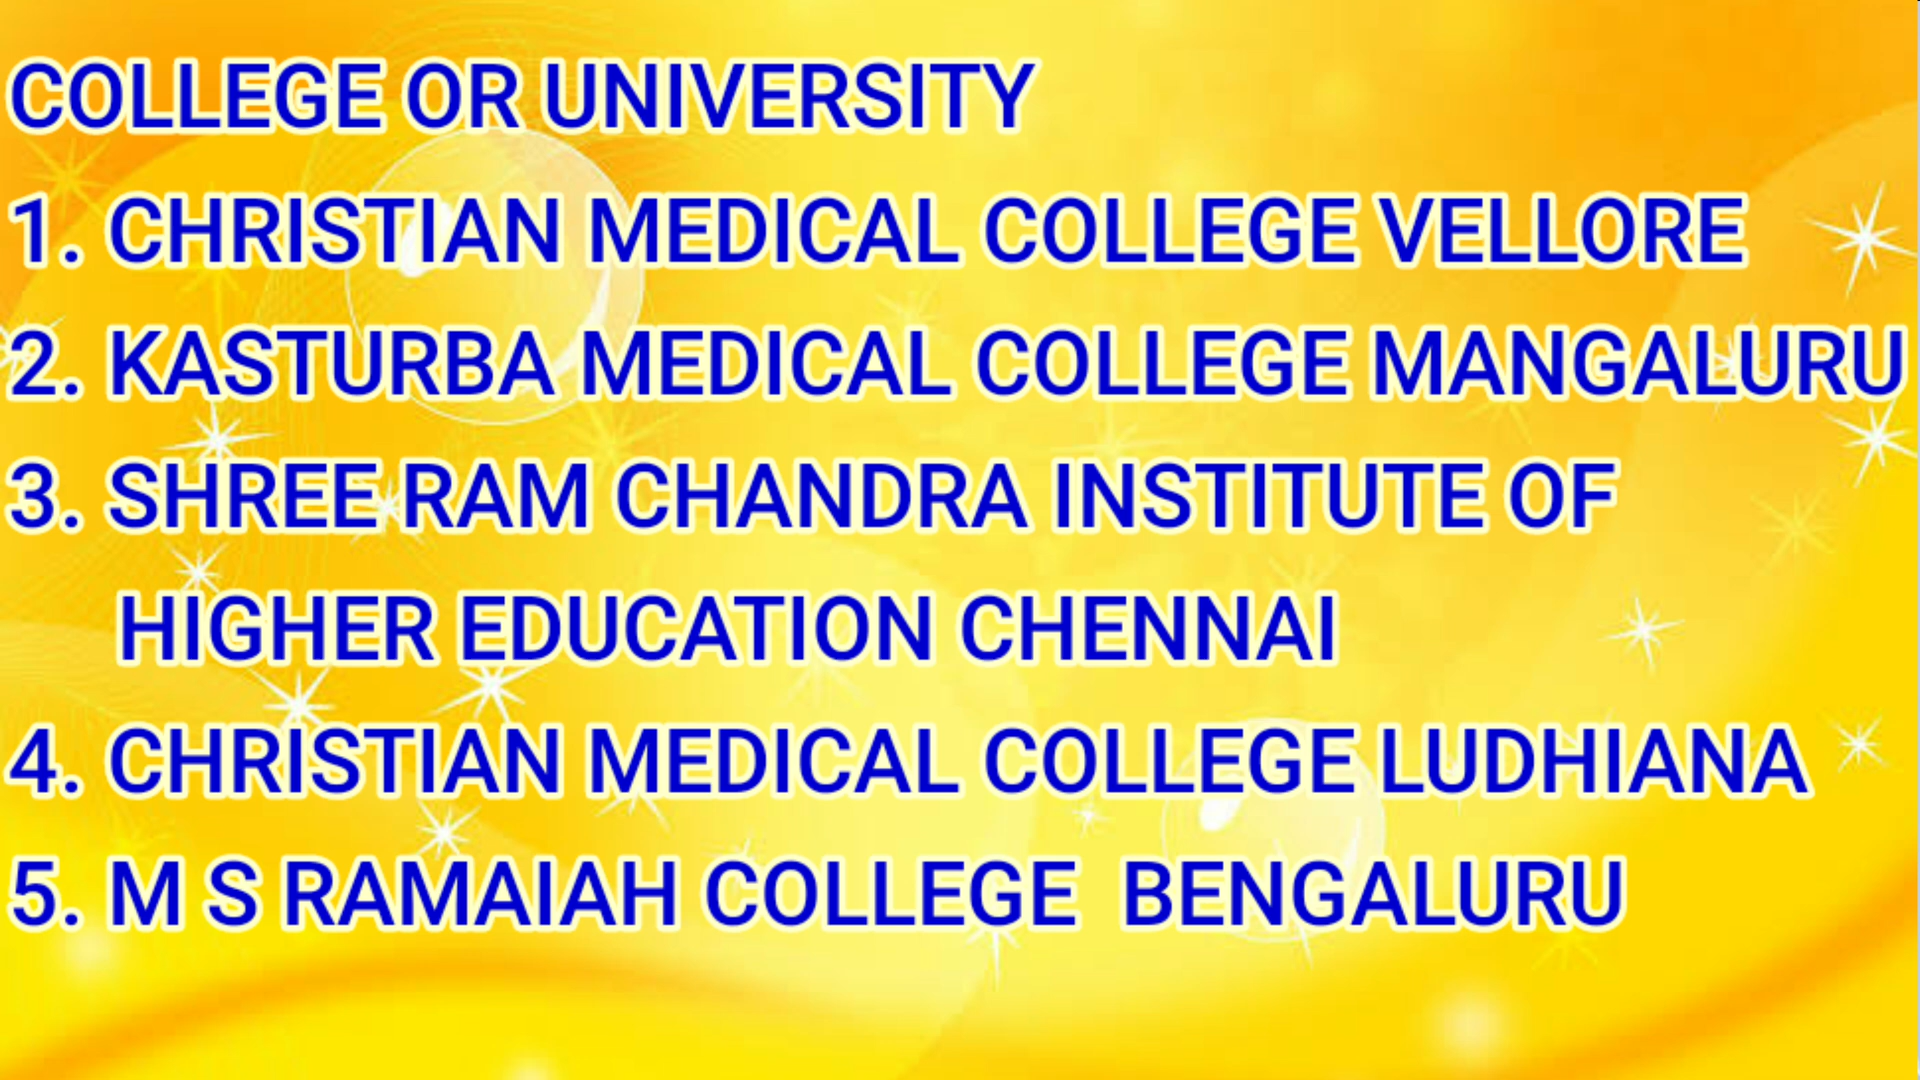 COLLEGE OR UNIVERSITY
1. CHRISTIAN MEDICAL COLLEGE VELLORE
2. KASTURBA MEDICAL COLLEGE MANGALURU
3. SHREE RAM CHANDRA INSTITUTE OF
HIGHER EDUCATION CHENNAI
4. CHRISTIAN MEDICAL COLLEGE LUDHIANA
5. M S RAMAIAH COLLEGE BENGALURU